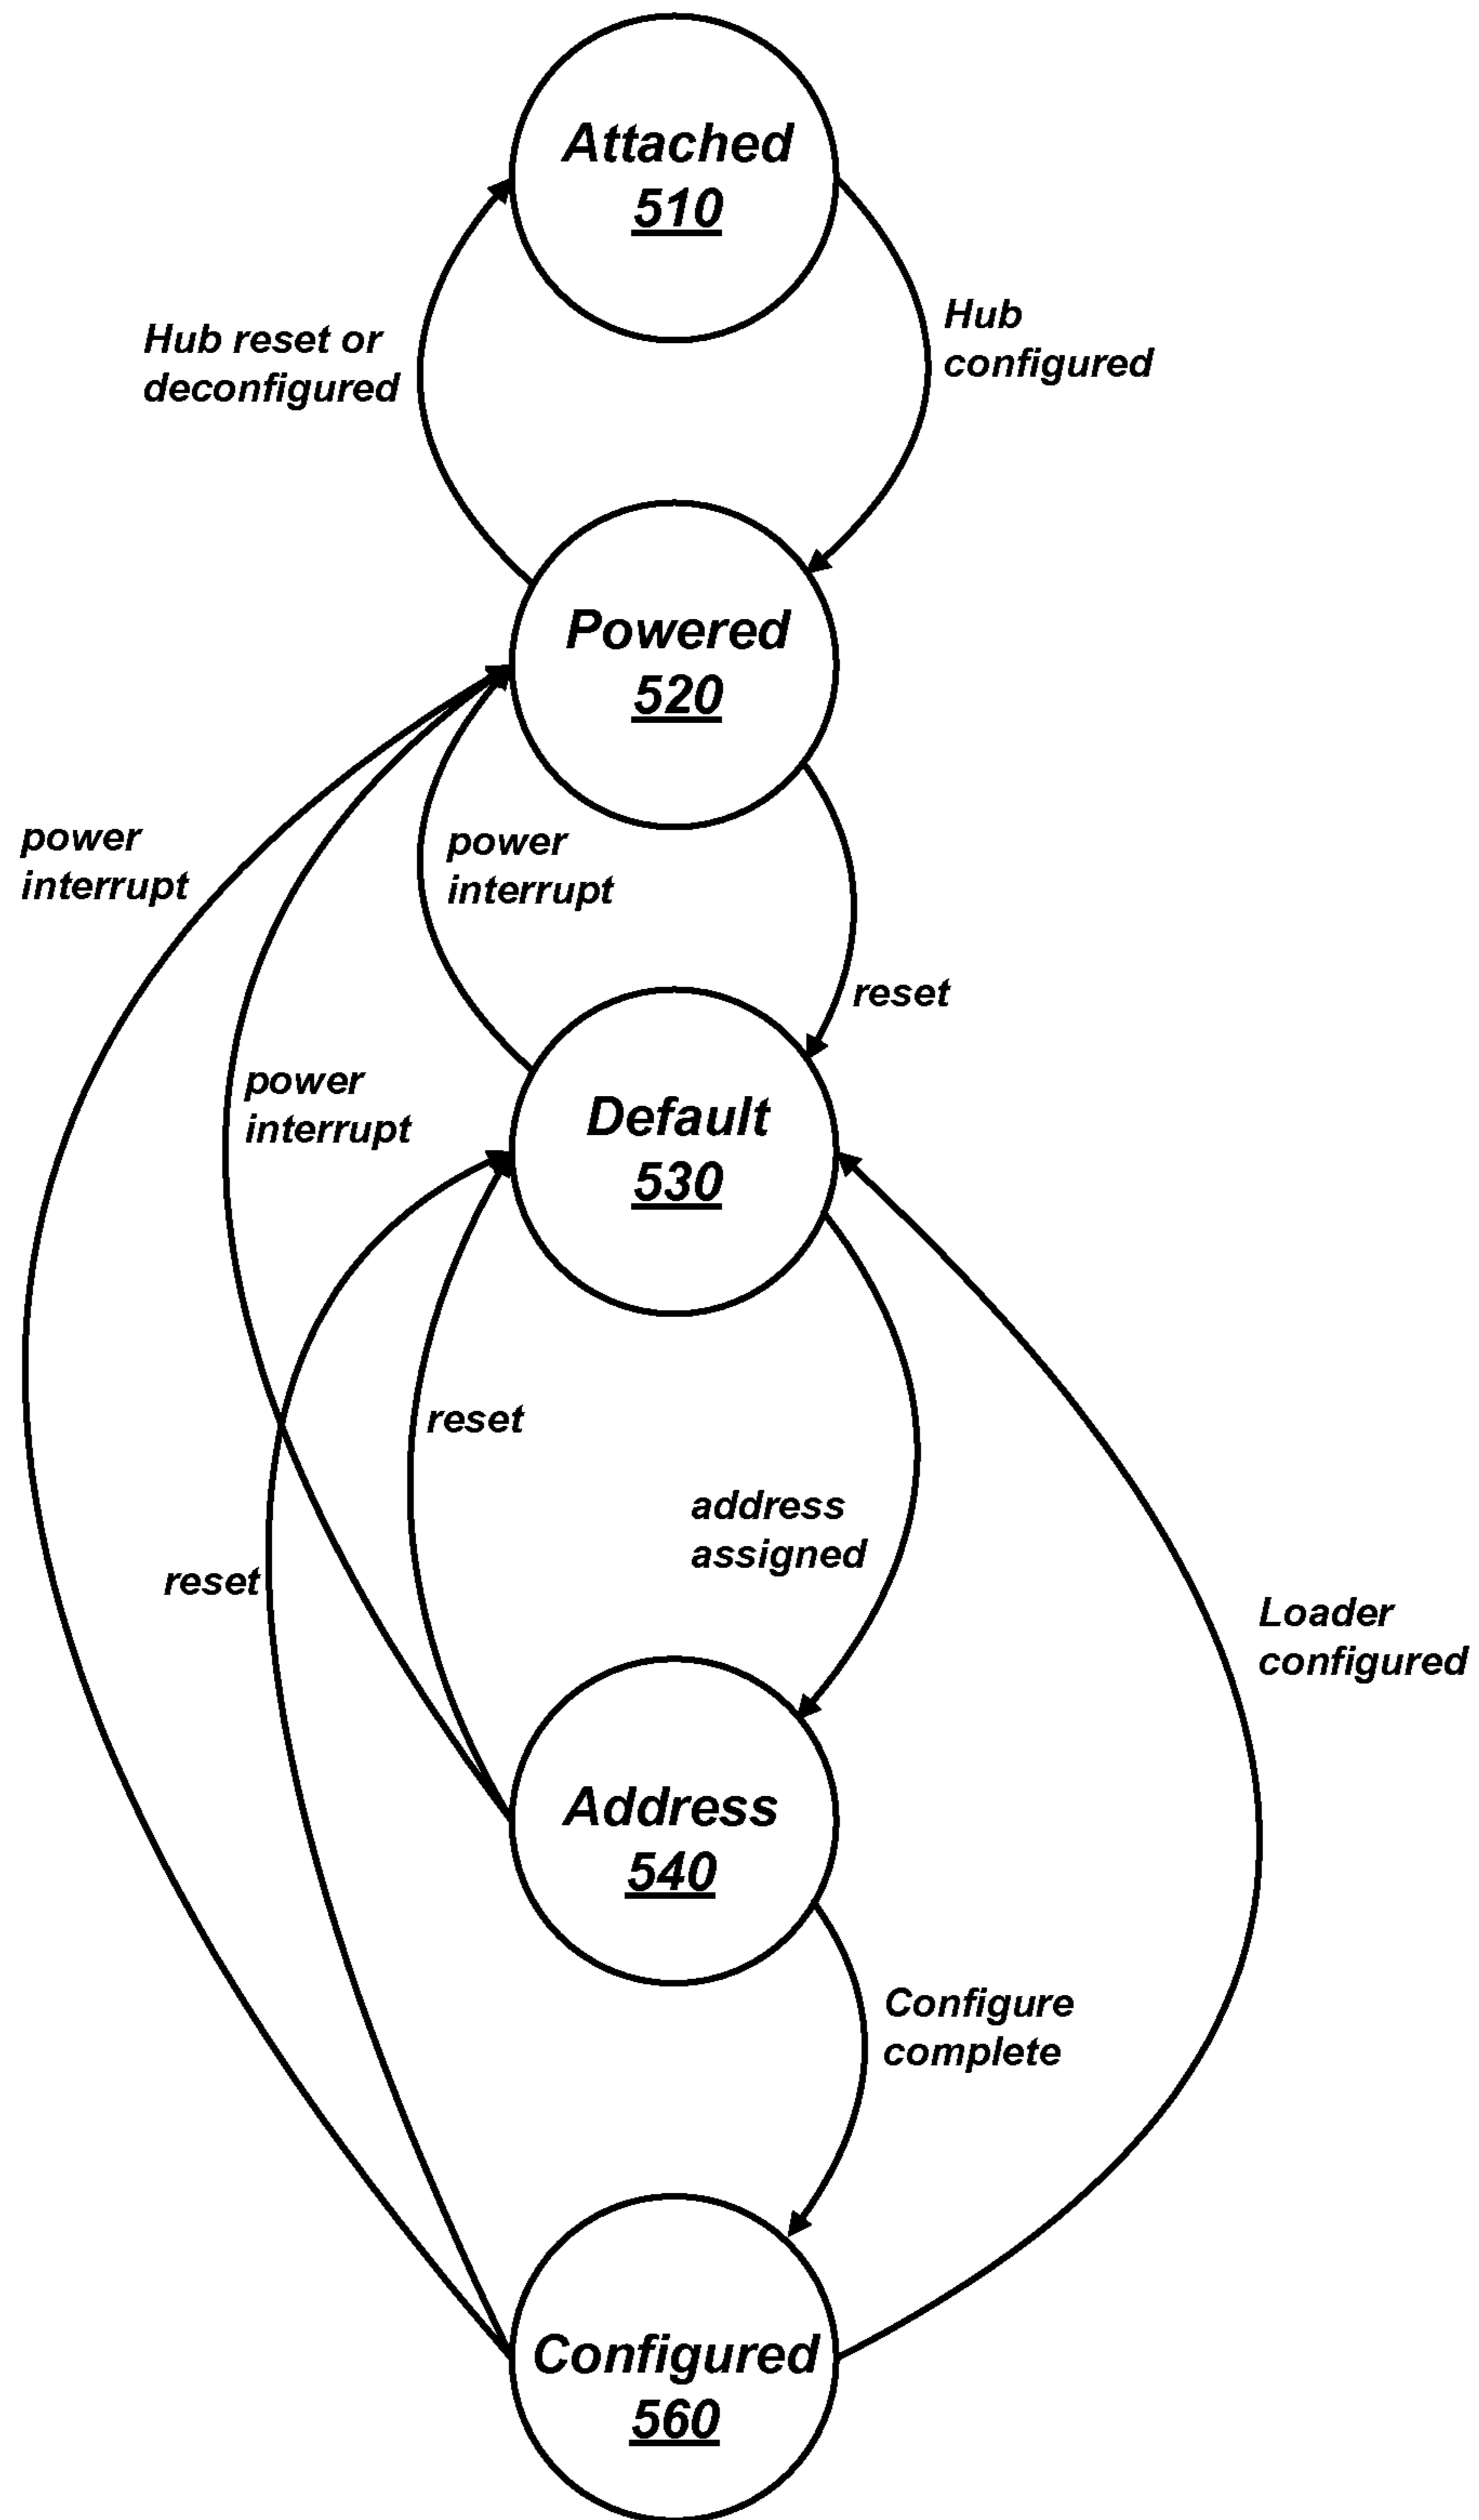 Attached
510
Hub
configured
Hub reset or
deconfigured
Powered
520
power
interrupt
power
interrupt
reset
power
interrupt
Default
530
reset
address
assigned
reset
Loader
configured
Address
540
Configure
complete
Configured
560